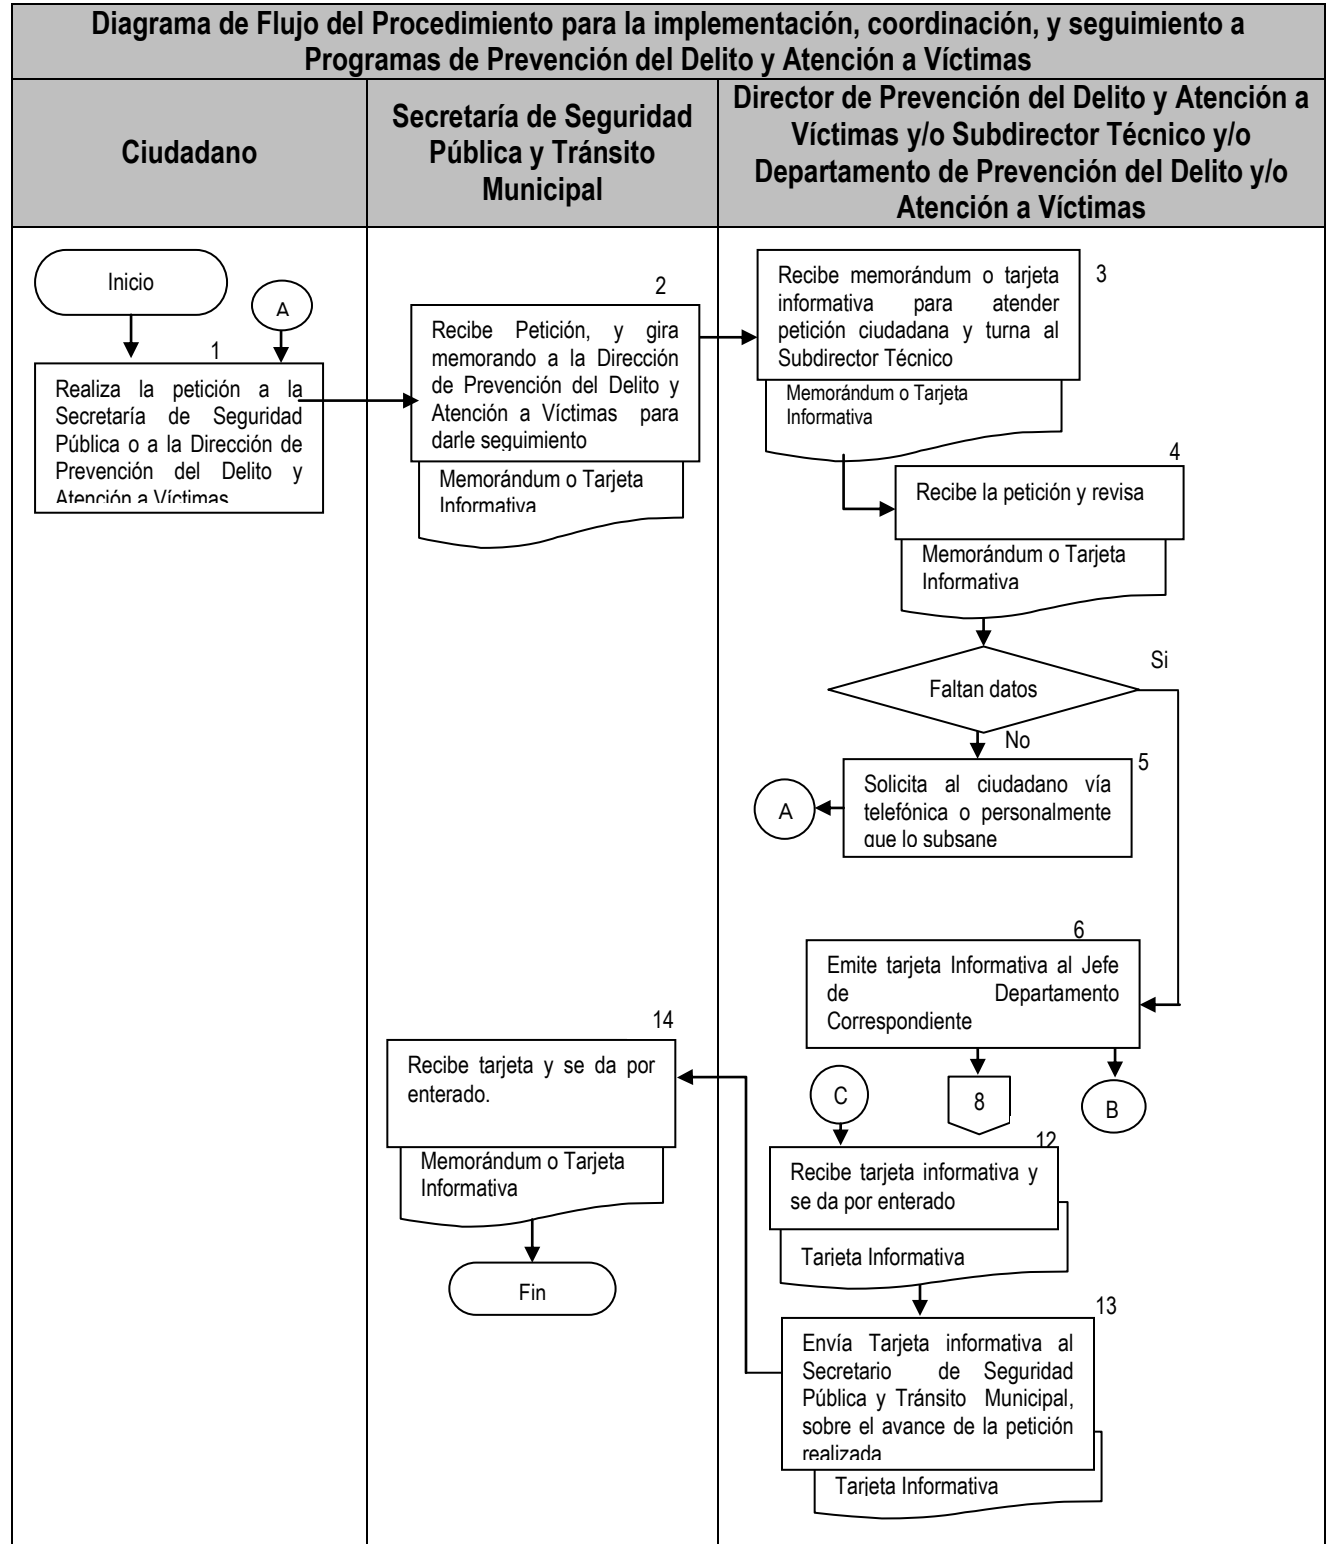 Diagrama de Flujo del Procedimiento para la implementación, coordinación, y seguimiento a
Programas de Prevención del Delito y Atención a Víctimas
Ciudadano
Secretaría de Seguridad
Pública y Tránsito
Municipal
Director de Prevención del Delito y Atención a
Víctimas y/o Subdirector Técnico y/o
Departamento de Prevención del Delito y/o
Atención a Víctimas
Inicio
A
1
Realiza la petición a la
Secretaría de Seguridad
Pública o a la Dirección de
Prevención del Delito y
Atención a Víctimas
2
Recibe Petición, y gira
memorando a la Dirección
de Prevención del Delito y
Atención a Víctimas para
darle seguimiento
Memorándum o Tarjeta
Informativa
3
Recibe memorándum o tarjeta
informativa para atender
petición ciudadana y turna al
Subdirector Técnico
Memorándum o Tarjeta
Informativa
4
Recibe la petición y revisa
Memorándum o Tarjeta
Informativa
Faltan datos
Si
No
5
Solicita al ciudadano vía
telefónica o personalmente
que lo subsane
A
6
Emite tarjeta Informativa al Jefe
de Departamento
Correspondiente
8
B
C
12
Recibe tarjeta informativa y
se da por enterado
Tarjeta Informativa
13
Envía Tarjeta informativa al
Secretario de Seguridad
Pública y Tránsito Municipal,
sobre el avance de la petición
realizada
Tarjeta Informativa
14
Recibe tarjeta y se da por
enterado.
Memorándum o Tarjeta
Informativa
Fin